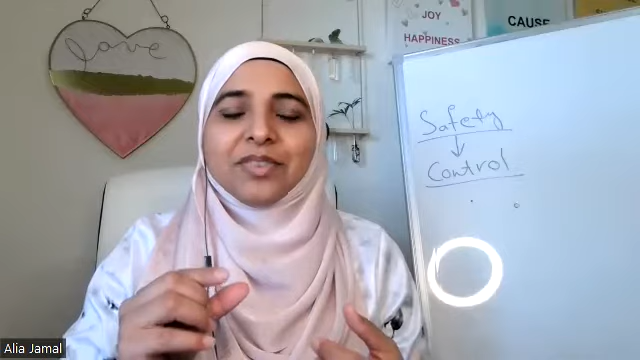 love
JOY
HAPPINESS
CAUSE
Safety
Control
Alia Jamal